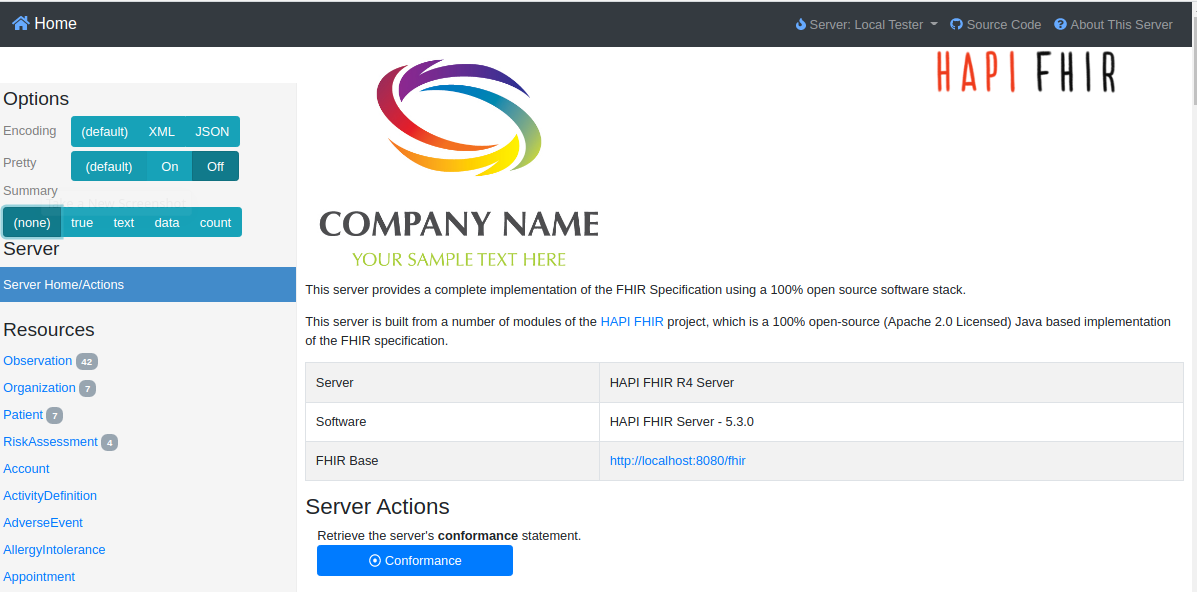 Home
Server: Local Tester
Source Code
About This Server
HAPI FHIR
Options
Encoding
(default) XML JSON
Pretty
(default) On Off
Summary
(none) true text data count
Server
Server Home/Actions
Resources
Observation 42
Organization 7
Patient 7
RiskAssessment 4
Account
ActivityDefinition
AdverseEvent
AllergyIntolerance
Appointment
COMPANY NAME
YOUR SAMPLE TEXT HERE
This server provides a complete implementation of the FHIR Specification using a 100% open source software stack.
This server is built from a number of modules of the HAPI FHIR project, which is a 100% open-source (Apache 2.0 Licensed) Java based implementation
of the FHIR specification.
Server HAPI FHIR R4 Server
Software HAPI FHIR Server - 5.3.0
FHIR Base http://localhost:8080/fhir
Server Actions
Retrieve the server's conformance statement.
Conformance